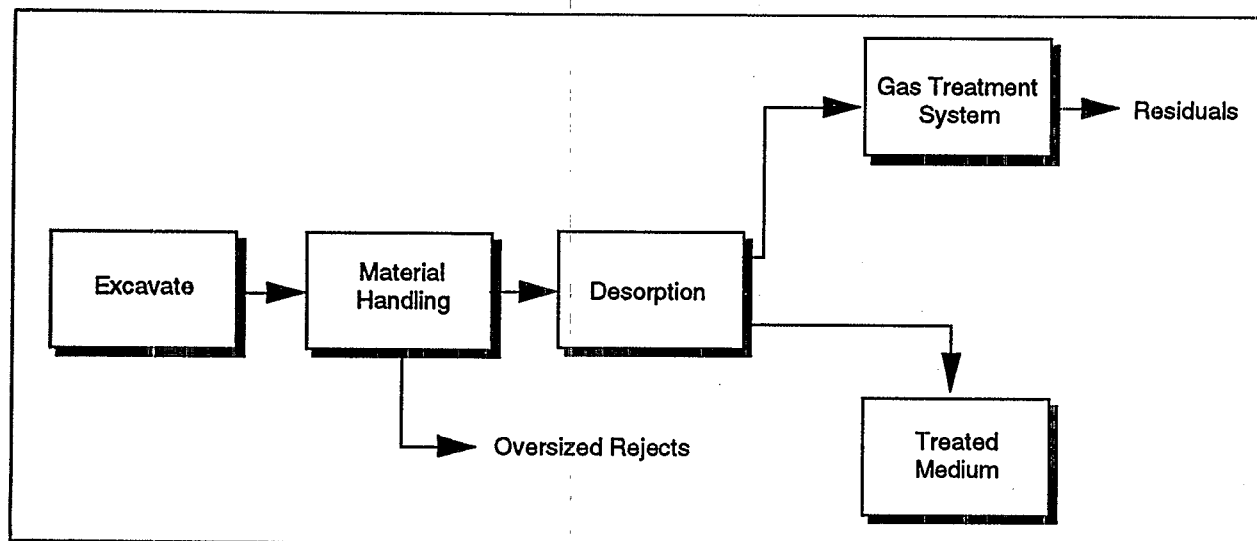 Gas Treatment
System
Residuals
Excavate
Material
Handling
Desorption
Oversized Rejects
Treated
Medium